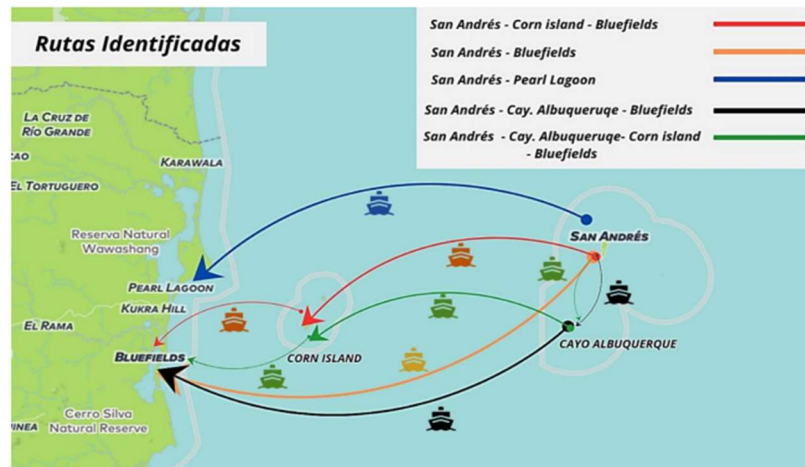 Rutas Identificadas
San Andrés - Corn island - Bluefields
San Andrés - Bluefields
San Andrés - Pearl Lagoon
San Andrés - Cay. Albuqueruqe - Bluefields
San Andrés - Cay. Albuqueruqe- Corn island
- Bluefields
LA CRUZ DE
RÍO GRANDE
CAO
KARAWALA
EL TORTUGUERO
Reserva Natural
Wawashang
SAN ANDRÉS
PEARL LAGOON
KUKRA HILL
EL RAMA
BLUEFIELDS
CORN ISLAND
CAYO ALBUQUERQUE
Cerro Silva
Natural Reserve
INEA